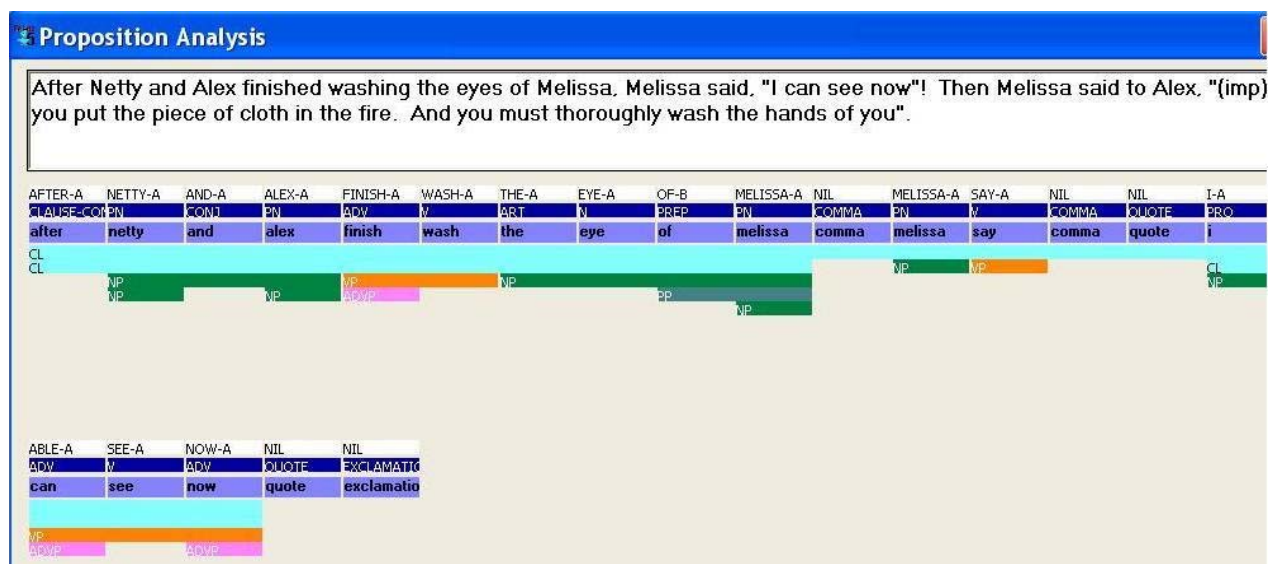 Proposition Analysis
After Netty and Alex finished washing the eyes of Melissa, Melissa said, "I can see now"! Then Melissa said to Alex, "(imp)
you put the piece of cloth in the fire. And you must thoroughly wash the hands of you".
AFTER-A NETTY-A AND-A ALEX-A FINISH-A WASH-A THE-A EYE-A OF-B MELISSA-A NIL MELISSA-A SAY-A NIL NIL I-A
CLAUSE-CON PN CONJ PN ADV V ART N PREP PN COMMA PN V COMMA QUOTE PRO
after netty and alex finish wash the eye of melissa comma melissa say comma quote i
CL
CL NP VP CL
NP VP NP NP
NP NP ADVP PP
NP
ABLE-A SEE-A NOW-A NIL NIL
ADV V ADV QUOTE EXCLAMATIO
can see now quote exclamatio
VP
ADVP ADVP